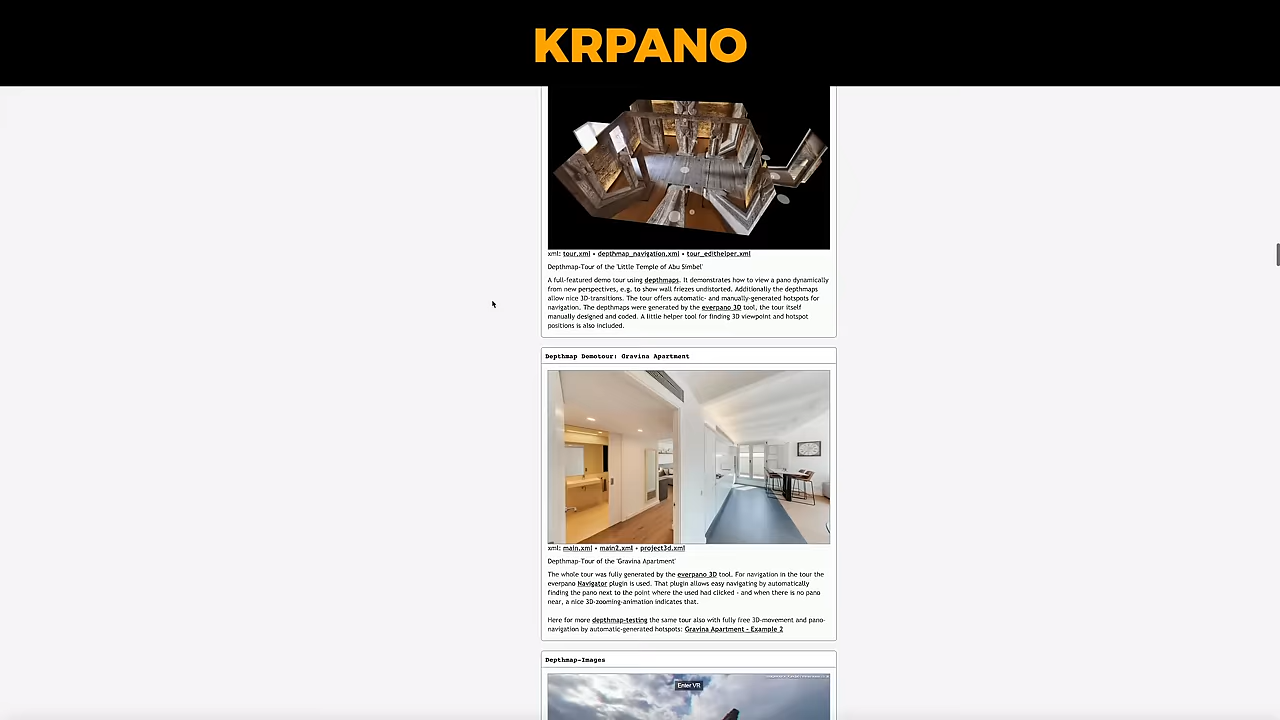 KRPANO
xml: tour.xml • depthmap_navigation.xml • tour_edithelper.xml
Depthmap-Tour of the 'Little Temple of Abu Simbel'
A full-featured demo tour using depthmaps. It demonstrates how to view a pano dynamically
from new perspectives, e.g. to show wall friezes undistorted. Additionally the depthmaps
allow nice 3D-transitions. The tour offers automatic- and manually-generated hotspots for
navigation. The depthmaps were generated by the everpano 3D tool, the tour itself
manually designed and coded. A little helper tool for finding 3D viewpoint and hotspot
positions is also included.
Depthmap Demotour: Gravina Apartment
xml: main.xml • main2.xml • project3d.xml
Depthmap-Tour of the 'Gravina Apartment'
The whole tour was fully generated by the everpano 3D tool. For navigation in the tour the
everpano Navigator plugin is used. That plugin allows easy navigating by automatically
finding the pano next to the point where the used had clicked - and when there is no pano
near, a nice 3D-zooming-animation indicates that.
Here for more depthmap-testing the same tour also with fully free 3D-movement and pano-
navigation by automatic-generated hotspots: Gravina Apartment - Example 2
Depthmap-Images
Enter VR